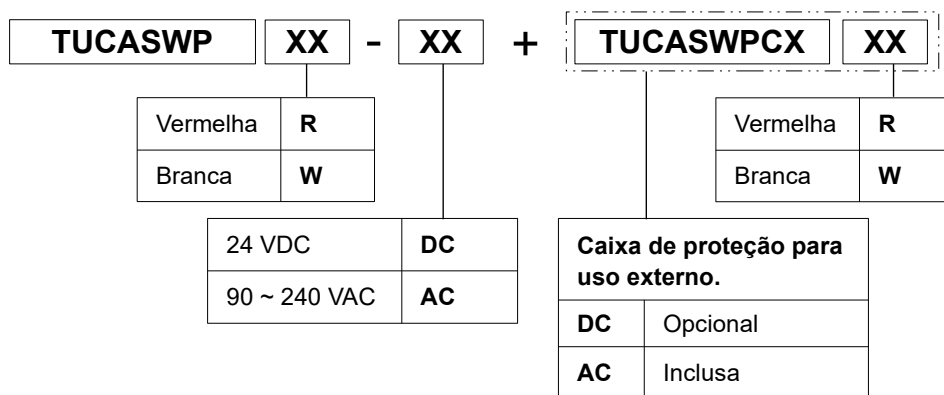 TUCASWP XX - XX + TUCASWPCX XX
Vermelha R
Branca W
Vermelha R
Branca W
24 VDC DC
90 ~ 240 VAC AC
Caixa de proteção para
uso externo.
DC Opcional
AC Inclusa